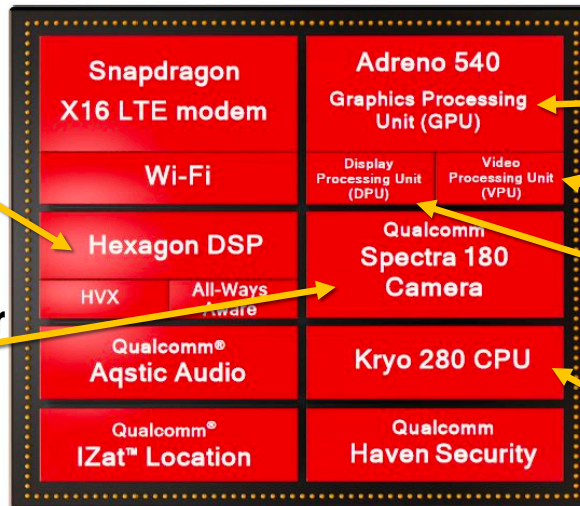 Snapdragon
X16 LTE modem
Wi-Fi
Adreno 540
Graphics Processing
Unit (GPU)
Display
Processing Unit
(DPU)
Video
Processing Unit
(VPU)
Hexagon DSP
HVX
All-Ways
Aware
Qualcomm
Spectra 180
Camera
r
Qualcomm®
Aqstic Audio
Kryo 280 CPU
Qualcomm®
IZat™ Location
Qualcomm
Haven Security